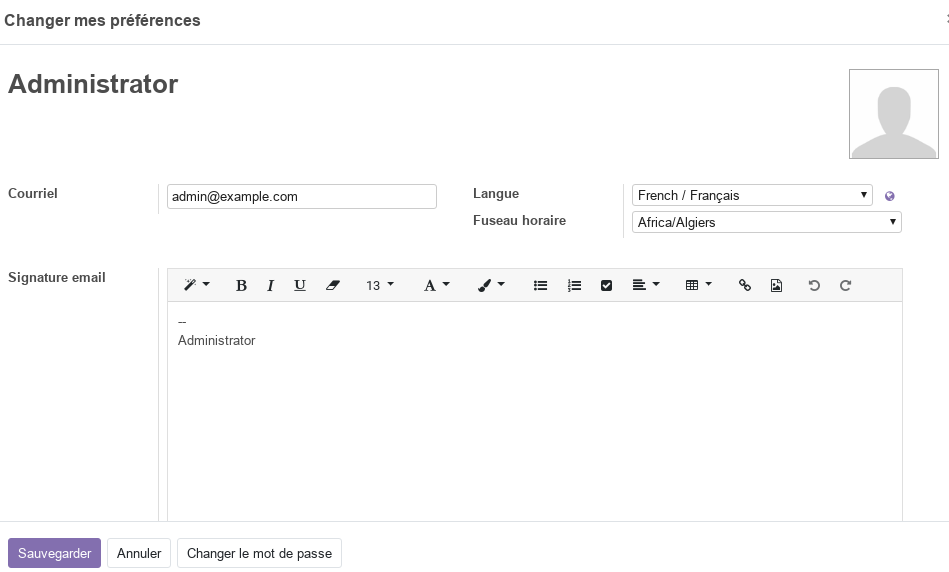 Changer mes préférences
Administrator
Courriel
admin@example.com
Langue
French / Français
Fuseau horaire
Africa/Algiers
Signature email
B I U 13 A
--
Administrator
Sauvegarder Annuler Changer le mot de passe